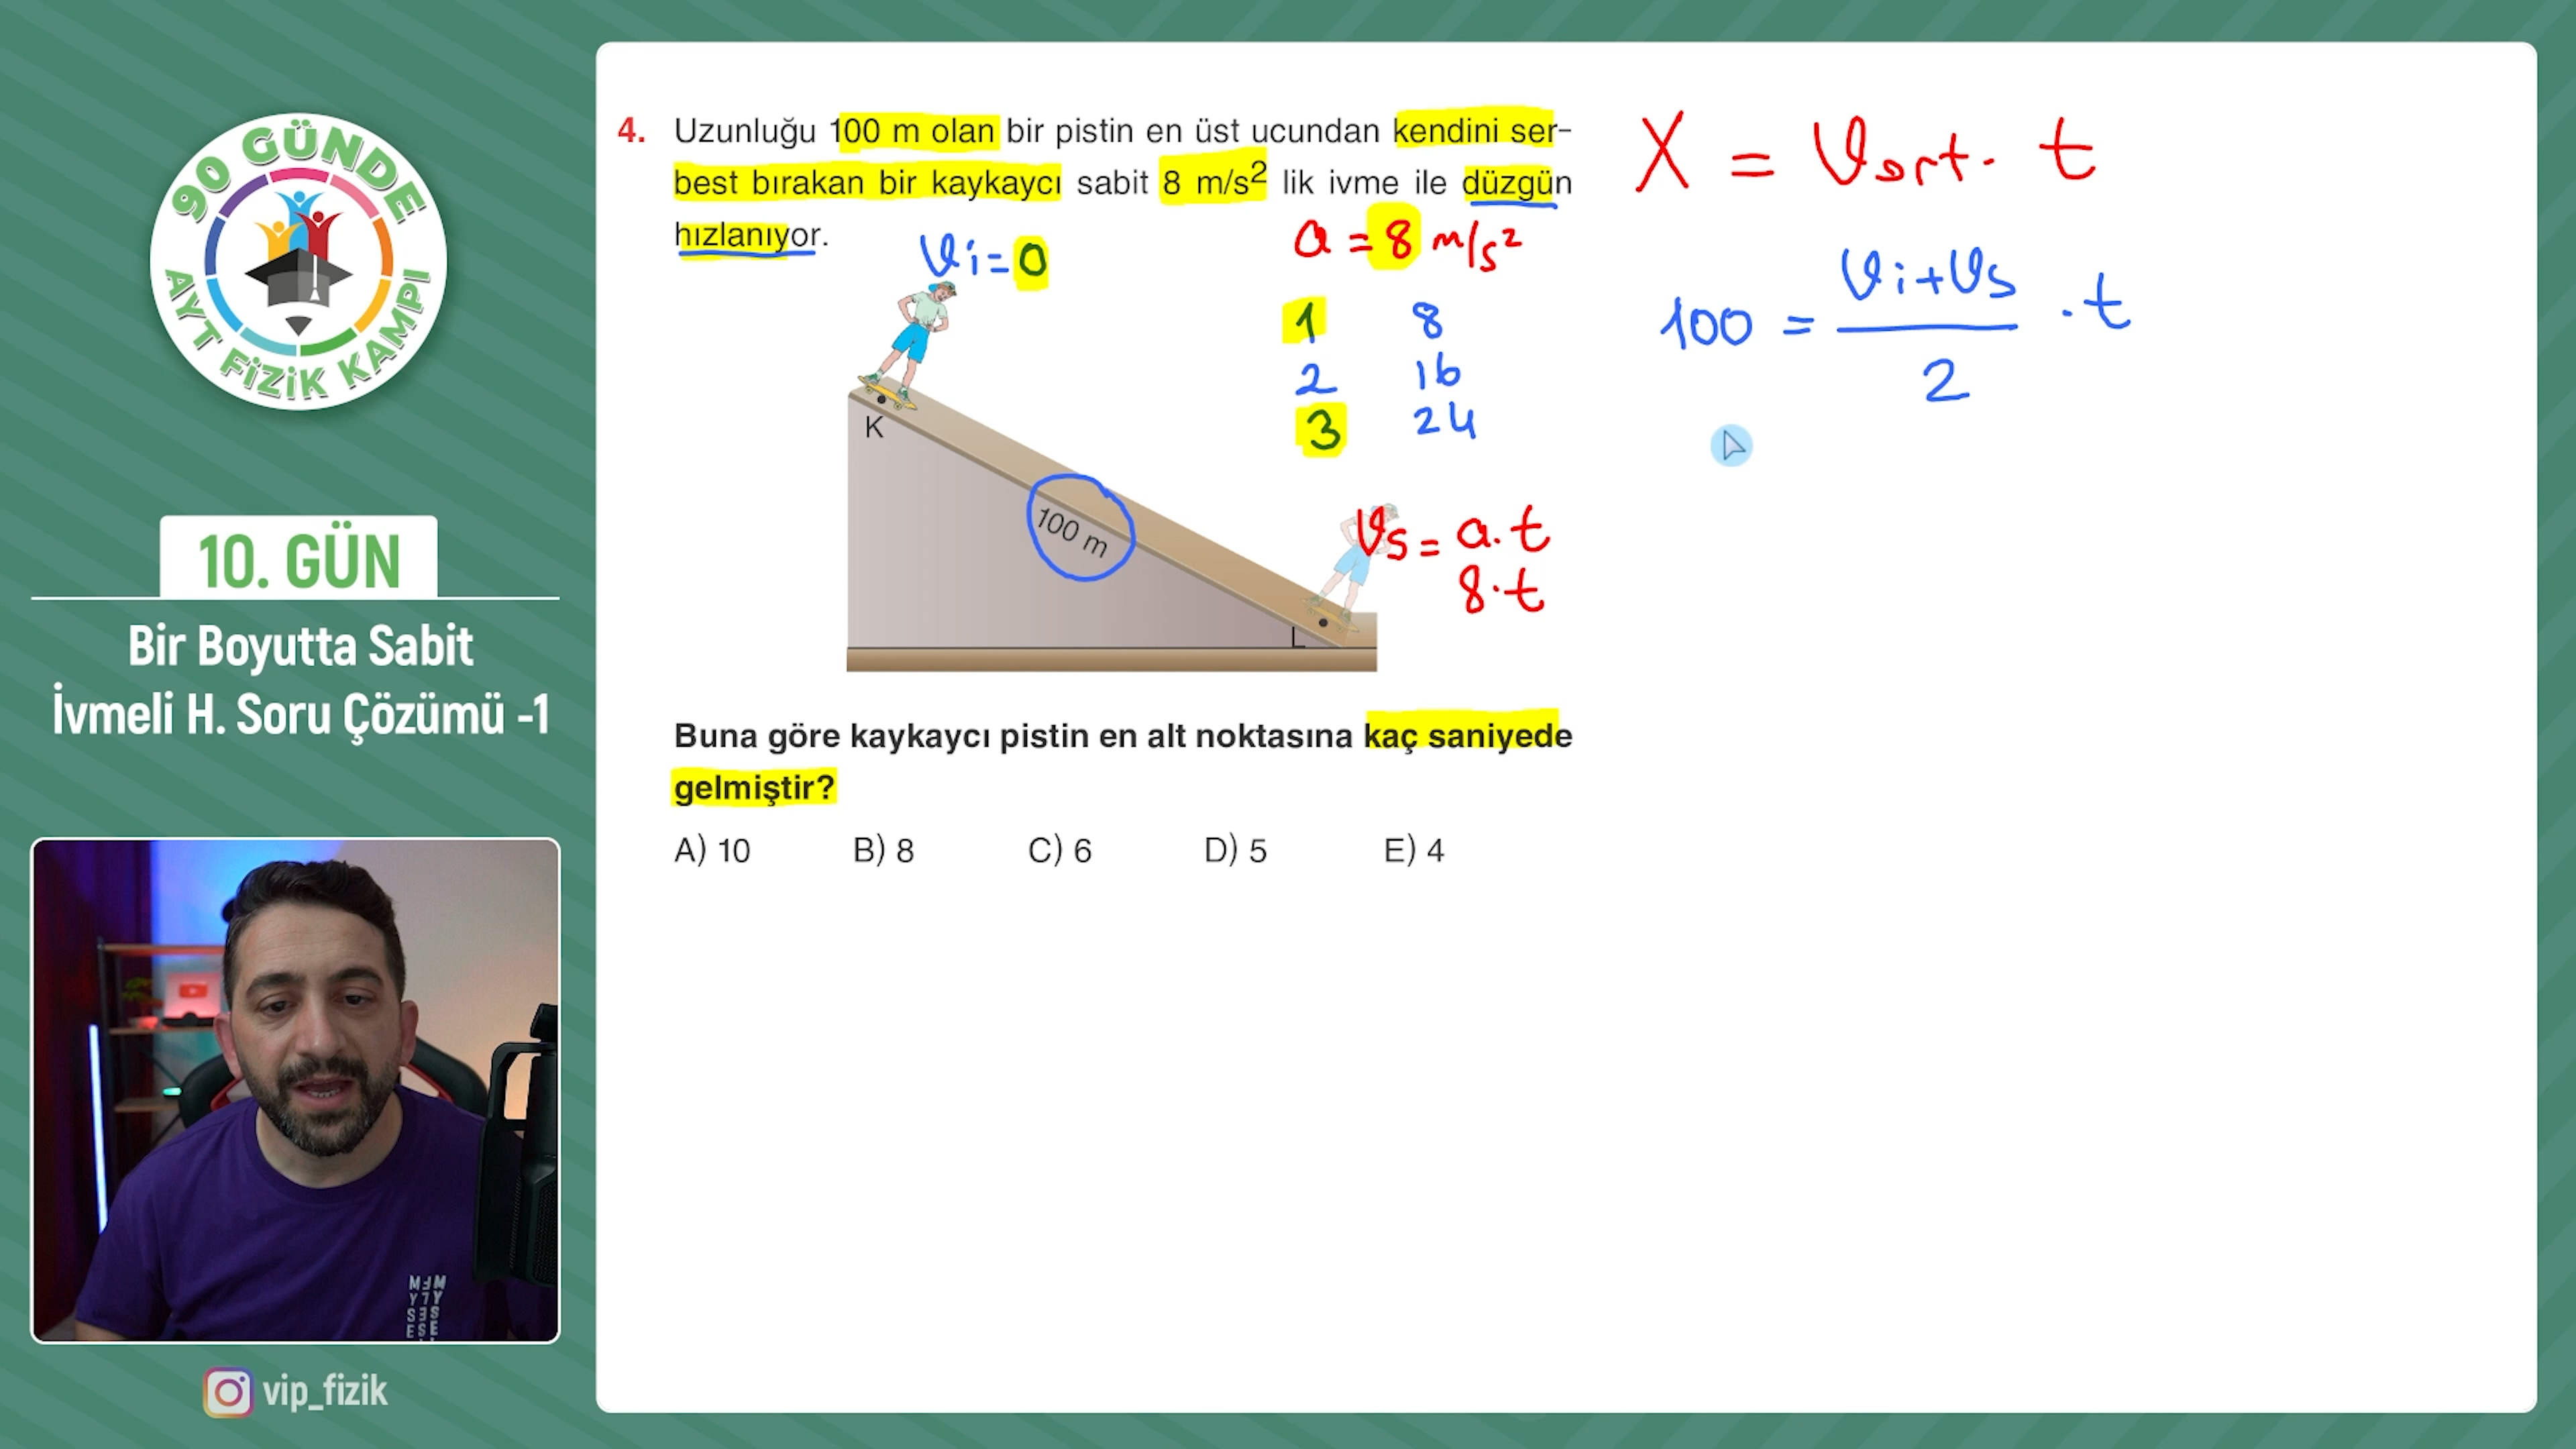 90 GÜNDE
AYT FİZİK KAMPI
10. GÜN
Bir Boyutta Sabit
İvmeli H. Soru Çözümü -1
vip_fizik
4. Uzunluğu 100 m olan bir pistin en üst ucundan kendini ser-
best bırakan bir kaykaycı sabit 8 m/s² lik ivme ile düzgün
hızlanıyor.
Vi=0
a = 8 m/s²
1 8
2 16
3 24
K
100 m
L
Vs = a.t
8.t
Buna göre kaykaycı pistin en alt noktasına kaç saniyede
gelmiştir?
A) 10 B) 8 C) 6 D) 5 E) 4
X = Vort. t
100 = Vi+Vs / 2 . t